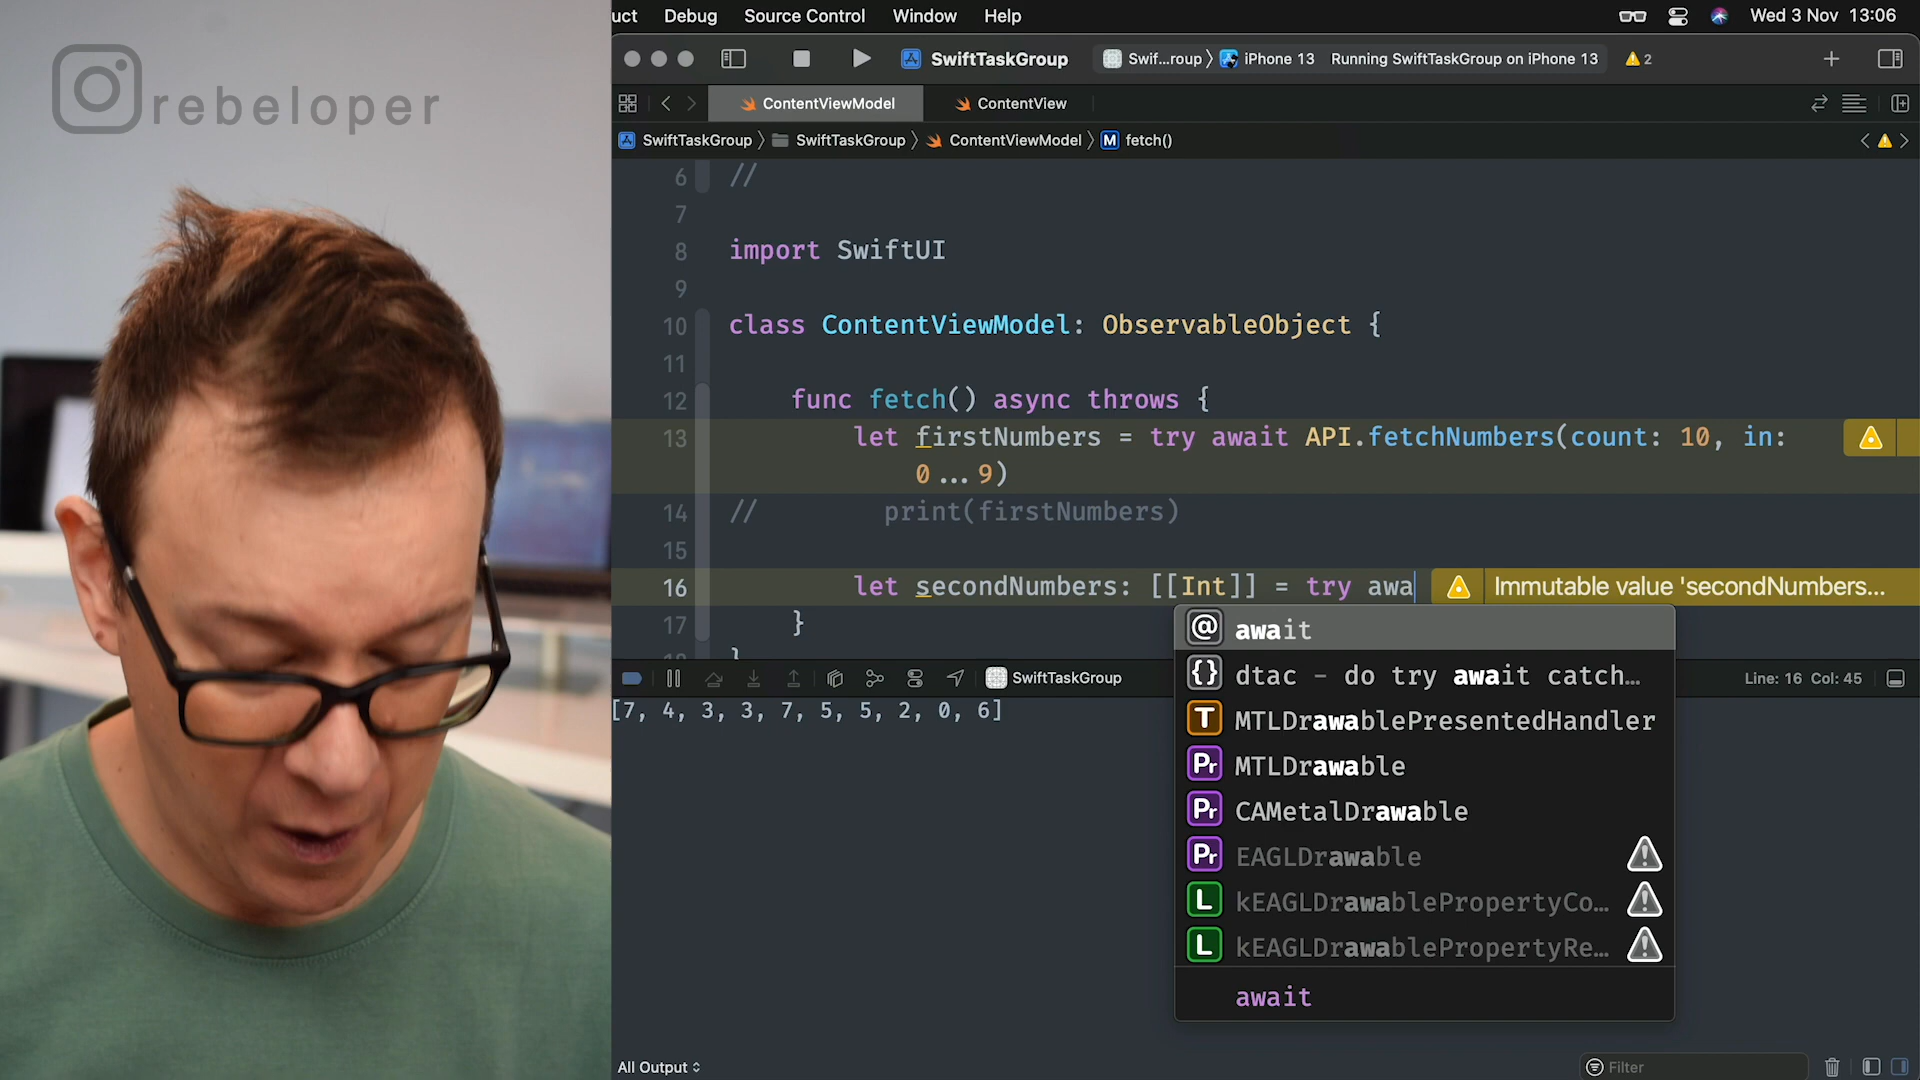 rebeloper
uct Debug Source Control Window Help Wed 3 Nov 13:06
SwiftTaskGroup Swif...roup 〉 iPhone 13 Running SwiftTaskGroup on iPhone 13 2
ContentViewModel ContentView
SwiftTaskGroup 〉 SwiftTaskGroup 〉 ContentViewModel 〉 M fetch()
6 //
7
8 import SwiftUI
9
10 class ContentViewModel: ObservableObject {
11
12 func fetch() async throws {
13 let firstNumbers = try await API.fetchNumbers(count: 10, in:
0...9)
14 // print(firstNumbers)
15
16 let secondNumbers: [[Int]] = try awa Immutable value 'secondNumbers...
17 }
@ await
{} dtac - do try await catch...
T MTLDrawablePresentedHandler
Pr MTLDrawable
Pr CAMetalDrawable
Pr EAGLDrawable
L kEAGLDrawablePropertyCo...
L kEAGLDrawablePropertyRe...
await
SwiftTaskGroup Line: 16 Col: 45
[7, 4, 3, 3, 7, 5, 5, 2, 0, 6]
All Output Filter